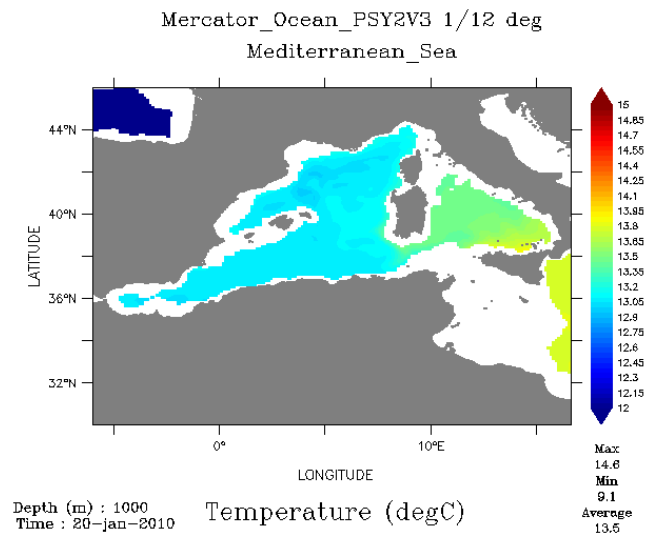 Mercator_Ocean_PSY2V3 1/12 deg
Mediterranean_Sea
44°N
40°N
36°N
32°N
LATITUDE
0°
10°E
LONGITUDE
15
14.85
14.7
14.55
14.4
14.25
14.1
13.95
13.8
13.65
13.5
13.35
13.2
13.05
12.9
12.75
12.6
12.45
12.3
12.15
12
Max
14.6
Min
9.1
Average
13.5
Depth (m) : 1000
Time : 20-jan-2010
Temperature (degC)